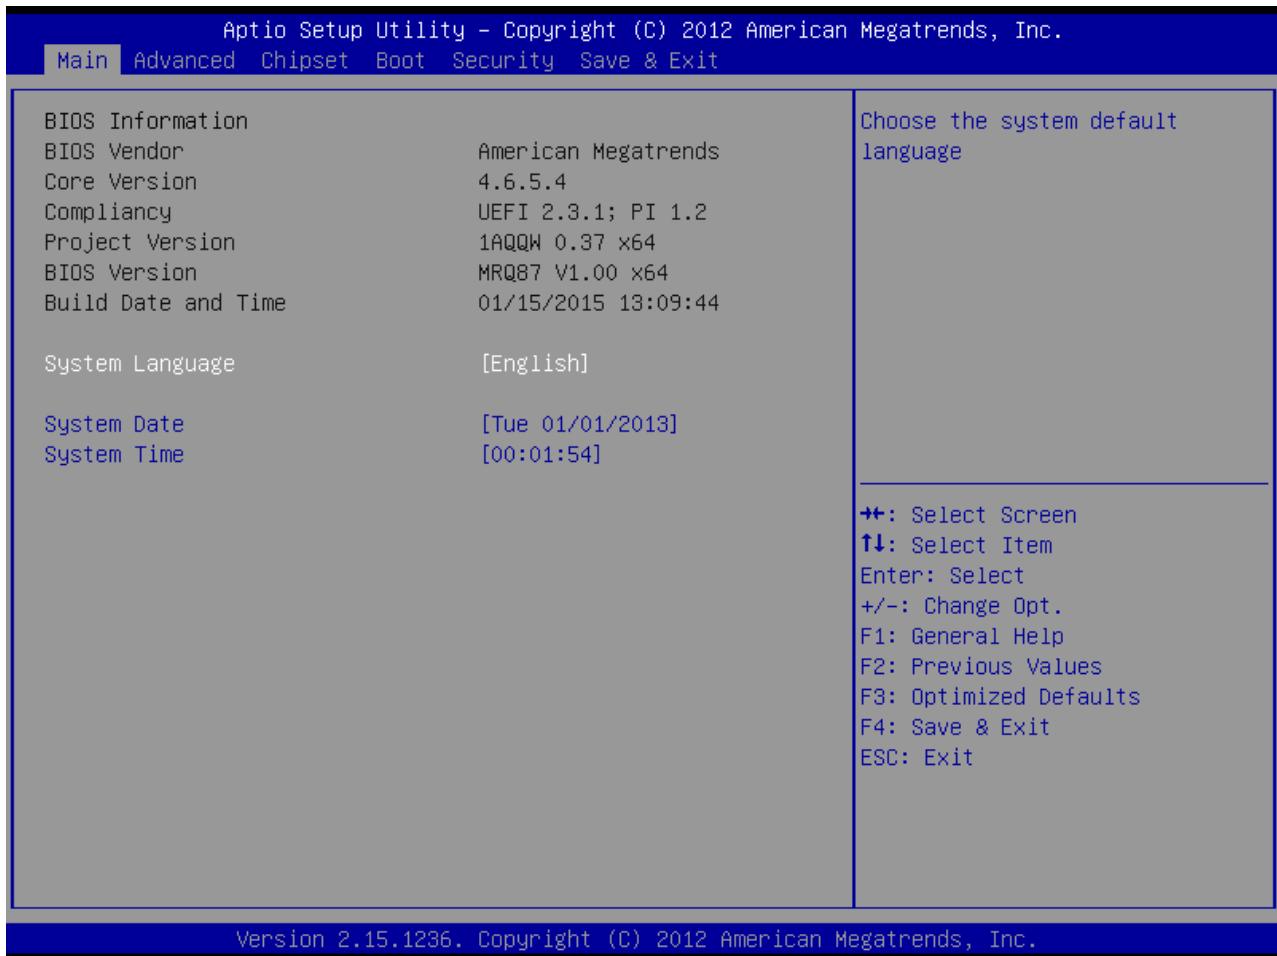 Aptio Setup Utility – Copyright (C) 2012 American Megatrends, Inc.
Main Advanced Chipset Boot Security Save & Exit
BIOS Information
BIOS Vendor American Megatrends
Core Version 4.6.5.4
Compliancy UEFI 2.3.1; PI 1.2
Project Version 1AQQW 0.37 x64
BIOS Version MRQ87 V1.00 x64
Build Date and Time 01/15/2015 13:09:44
System Language [English]
System Date [Tue 01/01/2013]
System Time [00:01:54]
Choose the system default
language
→←: Select Screen
↑↓: Select Item
Enter: Select
+/-: Change Opt.
F1: General Help
F2: Previous Values
F3: Optimized Defaults
F4: Save & Exit
ESC: Exit
Version 2.15.1236. Copyright (C) 2012 American Megatrends, Inc.